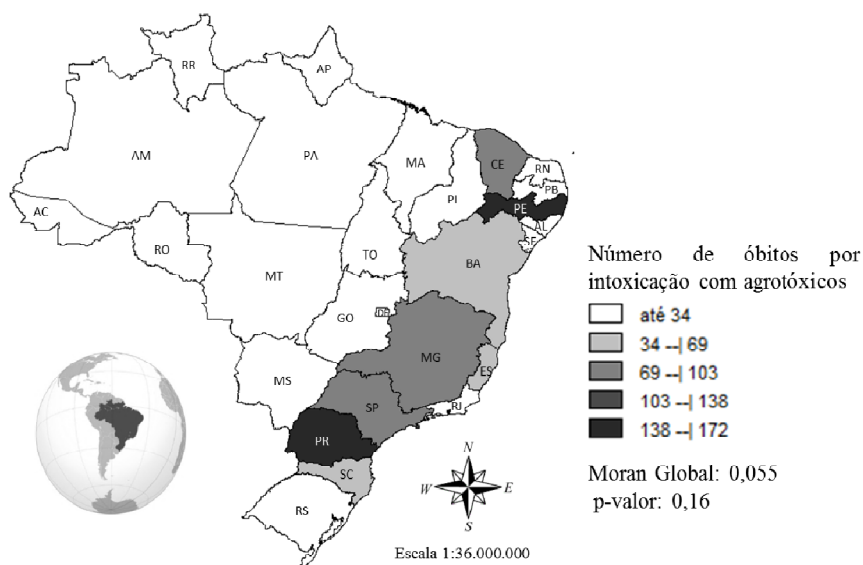 RR
AP
AM
PA
MA
CE
RN
PB
PI
PE
AL
SE
AC
RO
TO
BA
MT
GO
DF
MG
ES
MS
SP
RJ
PR
SC
RS
N
W E
S
Escala 1:36.000.000
Número de óbitos por
intoxicação com agrotóxicos
até 34
34 --| 69
69 --| 103
103 --| 138
138 --| 172
Moran Global: 0,055
p-valor: 0,16